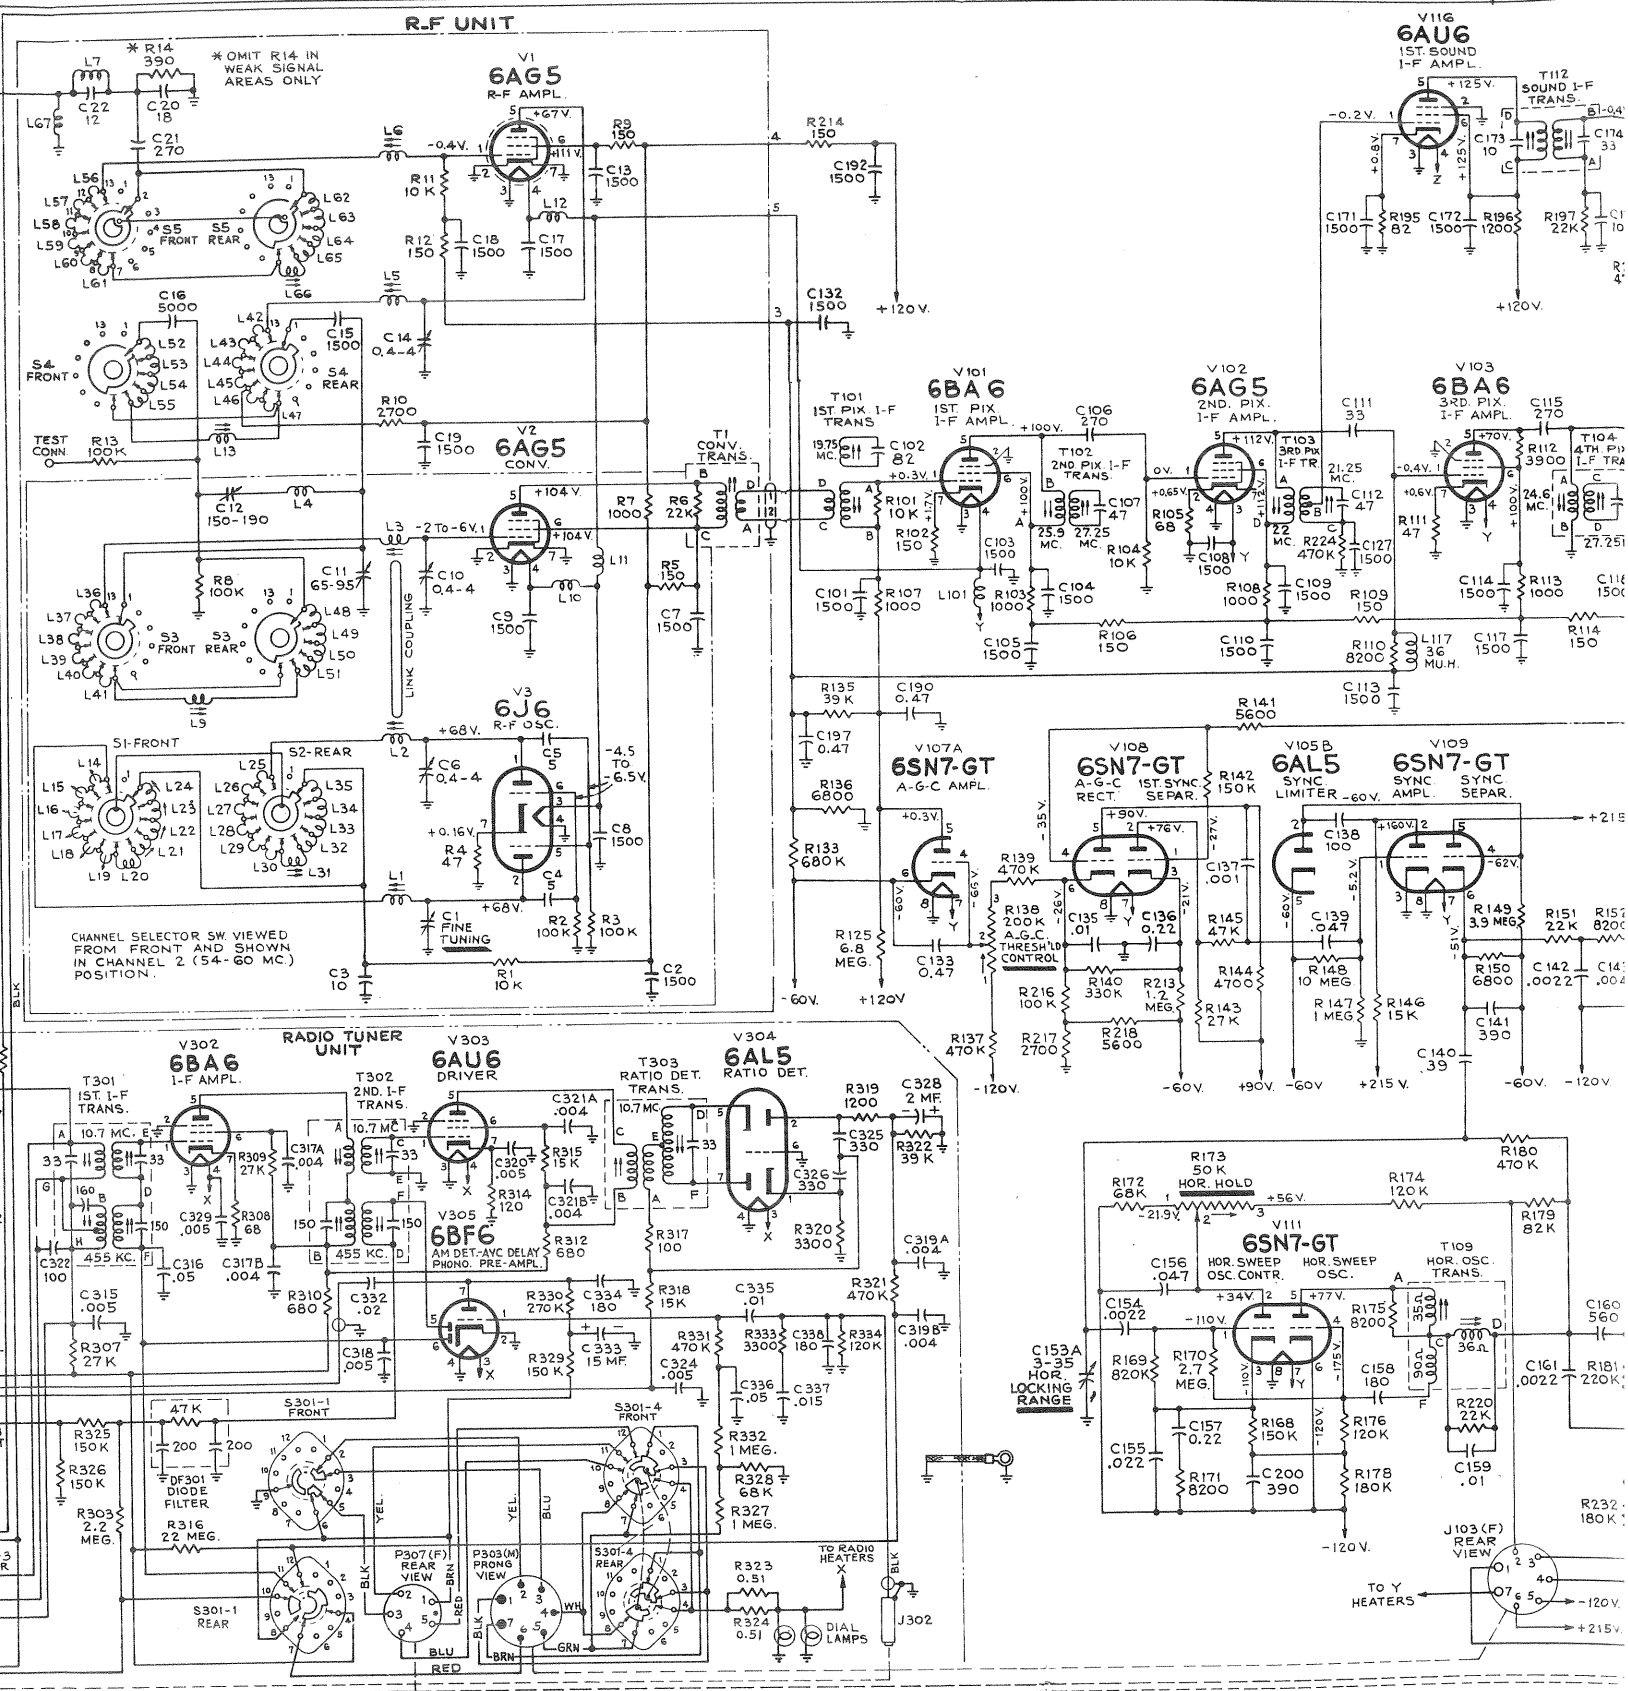 R-F UNIT
L7
* R14
390
* OMIT R14 IN
WEAK SIGNAL
AREAS ONLY
C22
12
C20
18
L67
C21
270
V1
6AG5
R-F AMPL.
+67V.
-0.4V.
+111V.
L6
R9
150
R214
150
C13
1500
C192
1500
R11
10K
R12
150
C18
1500
C17
1500
L12
L56
L57
L58
L59
L60
L61
S5
FRONT
S5
REAR
L62
L63
L64
L65
L66
L5
+120V.
C132
1500
C16
5000
L42
L43
L44
L45
L46
L47
C15
1500
C14
0.4-4
S4
FRONT
L52
L53
L54
L55
S4
REAR
R10
2700
C19
1500
L13
TEST
CONN.
R13
100K
C12
150-190
L4
V2
6AG5
CONV.
+104V.
-2 TO -6V.
+104V.
L3
T1
CONV.
TRANS.
R7
1000
R6
22K
R5
150
C7
1500
L11
L10
C9
1500
C10
0.4-4
C11
65-95
R8
100K
LINK COUPLING
L36
L37
L38
L39
L40
L41
S3
FRONT
S3
REAR
L48
L49
L50
L51
L9
L2
V3
6J6
R-F OSC.
+68V.
C5
5
-4.5
TO
-6.5V.
C6
0.4-4
+0.16V.
R4
47
C8
1500
+68V.
C4
5
R2
100K
R3
100K
S1-FRONT
S2-REAR
L14
L15
L16
L17
L18
L19
L20
L21
L22
L23
L24
L25
L26
L27
L28
L29
L30
L31
L32
L33
L34
L35
L1
C1
FINE
TUNING
CHANNEL SELECTOR SW. VIEWED
FROM FRONT AND SHOWN
IN CHANNEL 2 (54-60 MC.)
POSITION.
C3
10
R1
10K
C2
1500
BLK
V116
6AU6
1ST. SOUND
I-F AMPL.
+125V.
-0.2V.
+0.8V.
+125V.
T112
SOUND I-F
TRANS.
C173
10
C174
33
C171
1500
R195
82
C172
1500
R196
1200
R197
22K
+120V.
T101
1ST. PIX. I-F
TRANS.
19.75
MC.
C102
82
V101
6BA6
1ST. PIX.
I-F AMPL.
+100V.
+0.3V.
+1.7V.
+100V.
C106
270
T102
2ND. PIX. I-F
TRANS.
25.9
MC.
27.25
MC.
C107
47
R101
10K
R102
150
C103
1500
C101
1500
R107
1000
L101
R103
1000
C104
1500
C105
1500
R106
150
R104
10K
V102
6AG5
2ND. PIX.
I-F AMPL.
+112V.
0V.
+0.65V.
+112V.
R105
68
C108
1500
T103
3RD PIX
I-F TR.
22
MC.
21.25
MC.
C111
33
C112
47
R224
470K
C127
1500
R108
1000
C109
1500
R109
150
C110
1500
R110
8200
L117
36
MU.H.
C113
1500
V103
6BA6
3RD. PIX.
I-F AMPL.
+70V.
-0.4V.
+0.6V.
+100V.
R111
47
C115
270
R112
3900
T104
4TH. PIX
24.6
MC.
27.25
C114
1500
R113
1000
C117
1500
R114
150
R135
39K
C190
0.47
C197
0.47
R136
6800
R133
680K
R125
6.8
MEG.
-60V.
+120V.
V107A
6SN7-GT
A-G-C AMPL.
+0.3V.
-60V.
-65V.
C133
0.47
R138
200K
A.G.C.
THRESH'LD
CONTROL
R139
470K
R137
470K
-120V.
R141
5600
V108
6SN7-GT
A-G-C
RECT.
1ST. SYNC.
SEPAR.
-35V.
+90V.
+76V.
-27V.
-26V.
-21V.
C135
.01
C136
0.22
R140
330K
R216
100K
R217
2700
R218
5600
R213
1.2
MEG.
-60V.
R142
150K
C137
.001
R145
47K
R144
4700
R143
27K
+90V.
V105B
6AL5
SYNC
LIMITER
-60V.
C138
100
-60V.
-5.2V.
C139
.047
R148
10 MEG.
R147
1 MEG.
R146
15K
-60V
+215V.
V109
6SN7-GT
SYNC.
AMPL.
SYNC.
SEPAR.
+160V.
-62V.
-51V.
R149
3.9 MEG.
R151
22K
R150
6800
C142
.0022
C141
390
C140
.39
-60V.
-120V.
RADIO TUNER
UNIT
V302
6BA6
I-F AMPL.
T301
1ST. I-F
TRANS.
10.7 MC.
33
33
160
150
455 KC.
C322
100
C315
.005
C316
.05
C329
.005
R308
68
R309
27K
C317A
.004
C317B
.004
R307
27K
T302
2ND. I-F
TRANS.
10.7 MC
33
150
150
455 KC.
R310
680
C332
.02
C318
.005
V303
6AU6
DRIVER
C320
.005
R314
120
C321A
.004
R315
15K
C321B
.004
R312
680
V305
6BF6
AM DET.-AVC DELAY
PHONO. PRE-AMPL.
T303
RATIO DET.
TRANS.
10.7 MC.
33
V304
6AL5
RATIO DET.
R319
1200
C328
2 MF.
C325
330
R322
39K
C326
330
R320
3300
R317
100
R318
15K
C319A
.004
R321
470K
C319B
.004
R330
270K
C334
180
C333
15 MF.
R329
150K
C335
.01
R331
470K
R333
3300
C338
180
R334
120K
C324
.005
C336
.05
C337
.015
R332
1 MEG.
R328
68K
R327
1 MEG.
R325
150K
R326
150K
R303
2.2
MEG.
47K
200
200
DF301
DIODE
FILTER
R316
22 MEG.
S301-1
FRONT
S301-1
REAR
S301-4
FRONT
S301-4
REAR
YEL.
YEL.
BLU
BLK
P307(F)
REAR
VIEW
BRN
RED
P303(M)
PRONG
VIEW
BLK
BRN
WH
GRN
BLU
RED
R323
0.51
R324
0.51
TO RADIO
HEATERS
X
DIAL
LAMPS
BLK
J302
R180
470K
R172
68K
R173
50K
HOR. HOLD
-21.9V.
+56V.
R174
120K
R179
82K
V111
6SN7-GT
HOR. SWEEP
OSC. CONTR.
HOR. SWEEP
OSC.
T109
HOR. OSC.
TRANS.
C156
.047
C154
.0022
+34V.
+77V.
-110V.
-110V.
-175V.
-120V.
R175
8200
35Ω
90Ω
36Ω
C153A
3-35
HOR.
LOCKING
RANGE
R169
820K
R170
2.7
MEG.
C158
180
C160
560
C161
.0022
R181
220K
C155
.022
C157
0.22
R171
8200
R168
150K
C200
390
R176
120K
R178
180K
R220
22K
C159
.01
-120V.
R232
180K
J103(F)
REAR
VIEW
TO Y
HEATERS
-120V.
+215V.